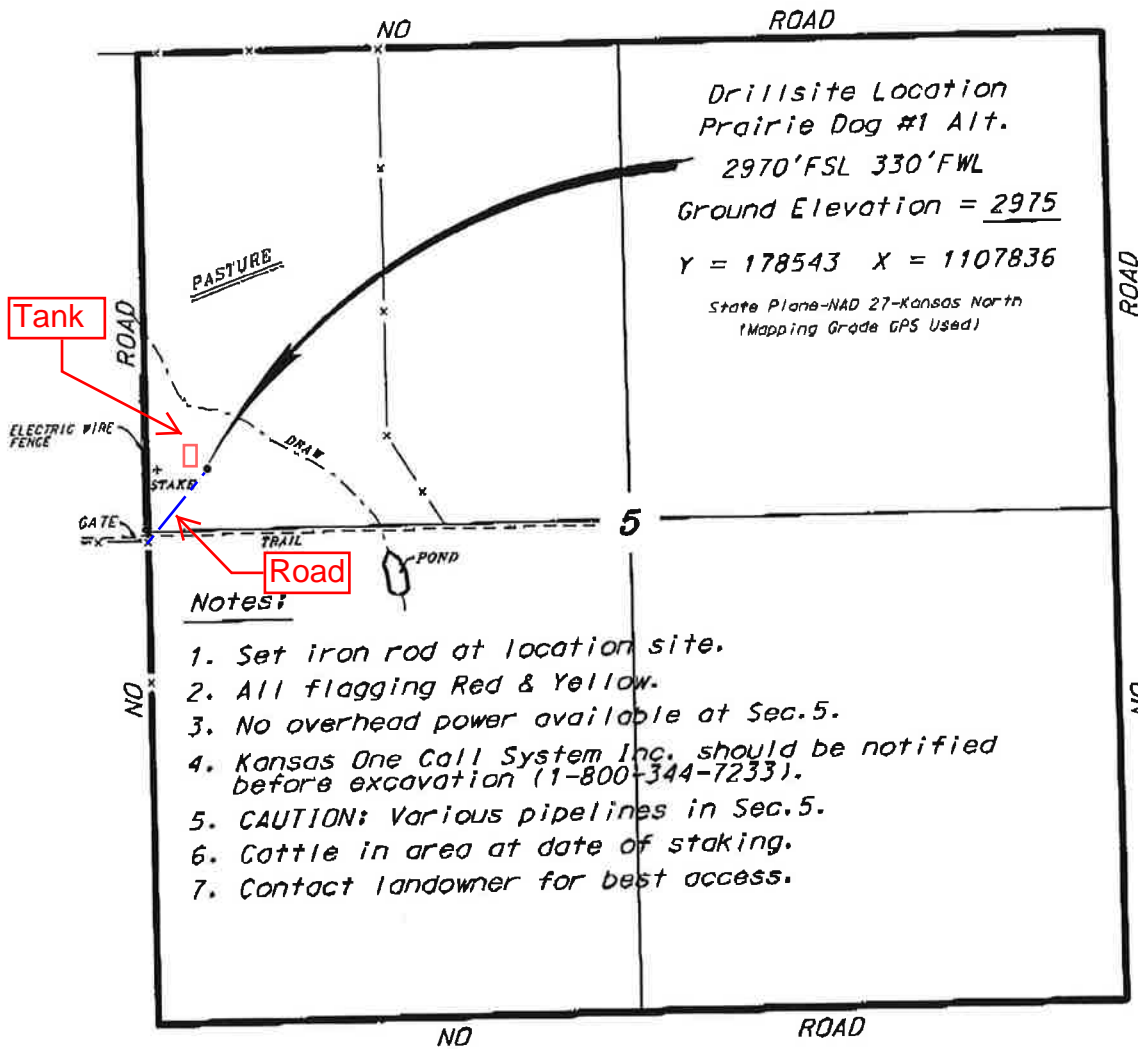 NO ROAD
Drillsite Location
Prairie Dog #1 Alt.
2970'FSL 330'FWL
Ground Elevation = 2975
Y = 178543 X = 1107836
State Plane-NAD 27-Kansas North
(Mapping Grade GPS Used)
ROAD
PASTURE
Tank
ROAD
ELECTRIC WIRE
FENCE
DRAW
STAKE
GATE
TRAIL
5
POND
Road
Notes:
1. Set iron rod at location site.
2. All flagging Red & Yellow.
3. No overhead power available at Sec.5.
4. Kansas One Call System Inc. should be notified
before excavation (1-800-344-7233).
5. CAUTION: Various pipelines in Sec.5.
6. Cattle in area at date of staking.
7. Contact landowner for best access.
NO
NO
NO ROAD